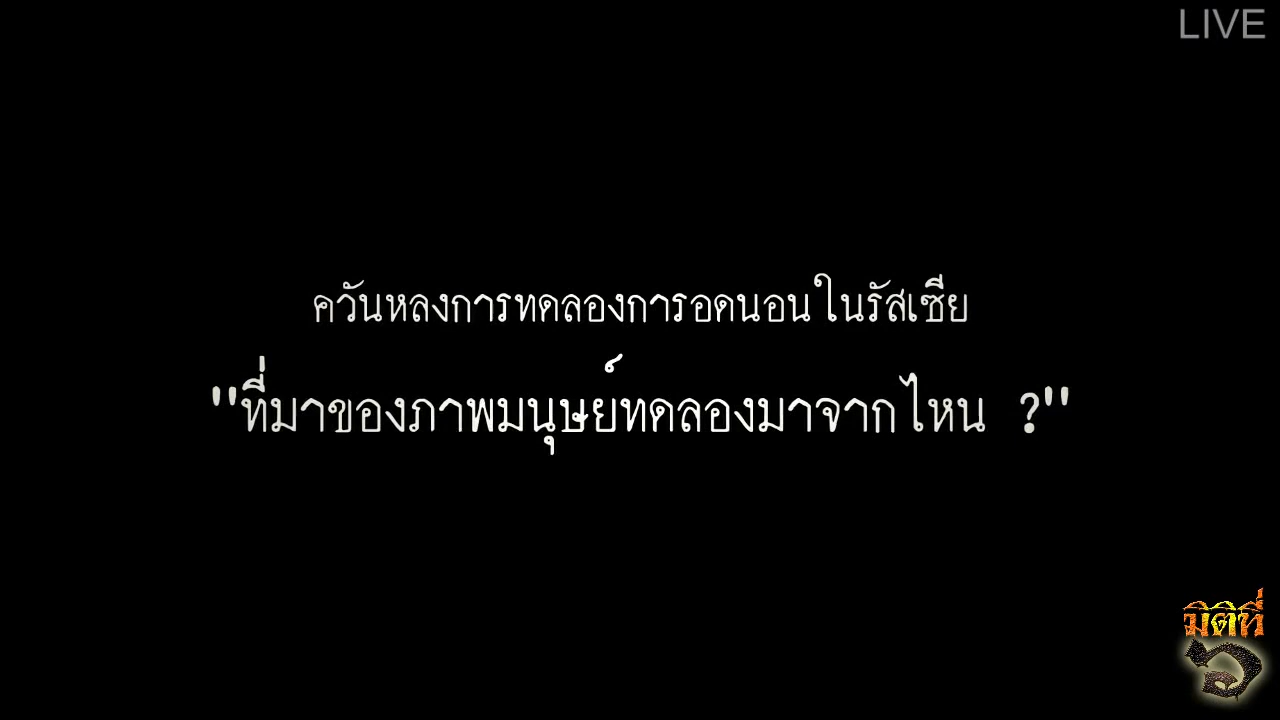 LIVE
ควันหลงการทดลองการอดนอนในรัสเซีย
"ที่มาของภาพมนุษย์ทดลองมาจากไหน ?"
มิติที่
๖